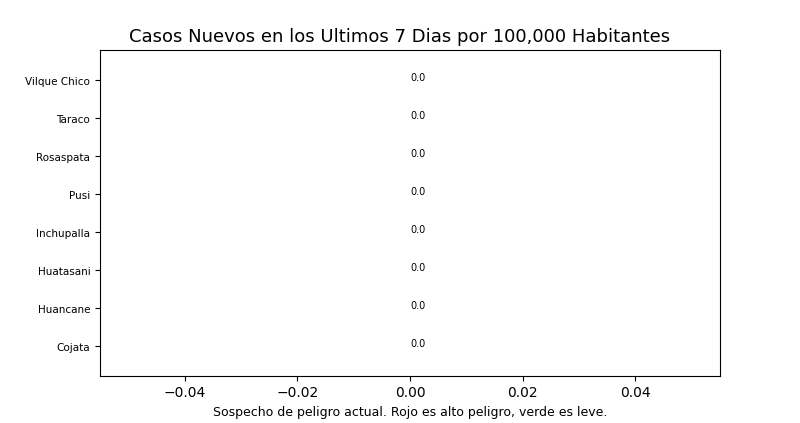 Casos Nuevos en los Ultimos 7 Dias por 100,000 Habitantes
Vilque Chico 0.0
Taraco 0.0
Rosaspata 0.0
Pusi 0.0
Inchupalla 0.0
Huatasani 0.0
Huancane 0.0
Cojata 0.0
−0.04 −0.02 0.00 0.02 0.04
Sospecho de peligro actual. Rojo es alto peligro, verde es leve.